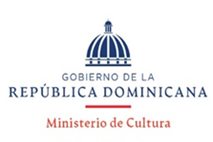 GOBIERNO DE LA
REPÚBLICA DOMINICANA
Ministerio de Cultura